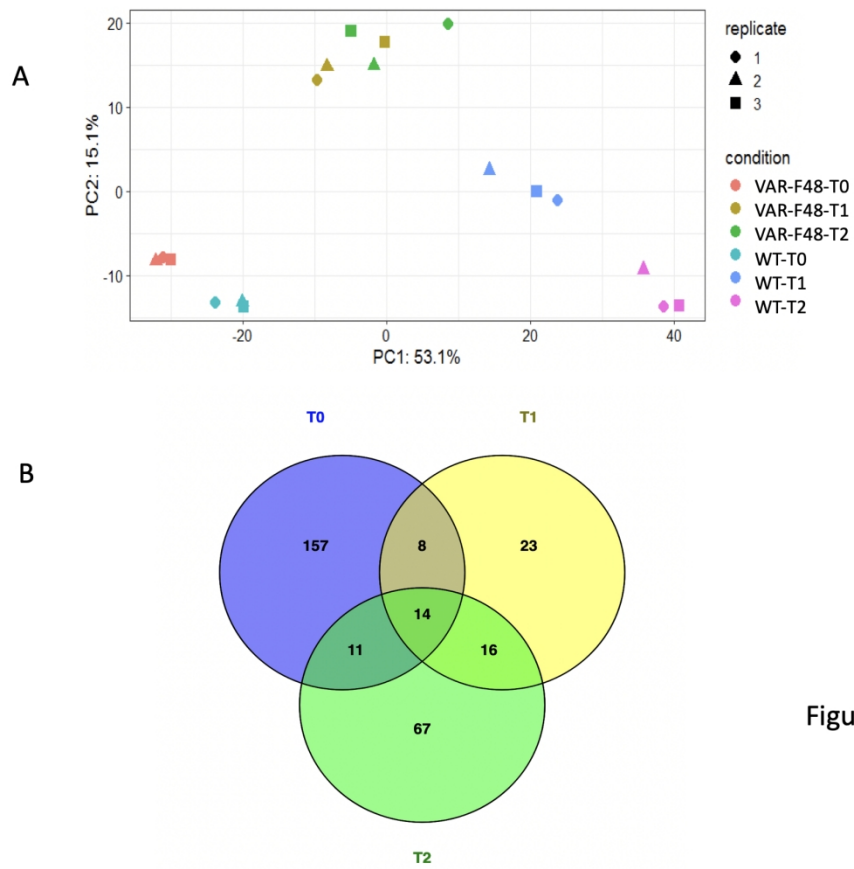 A
20
10
0
-10
PC2: 15.1%
-20
0
20
40
PC1: 53.1%
replicate
1
2
3
condition
VAR-F48-T0
VAR-F48-T1
VAR-F48-T2
WT-T0
WT-T1
WT-T2
B
T0
T1
157
8
23
14
11
16
67
T2
Figu